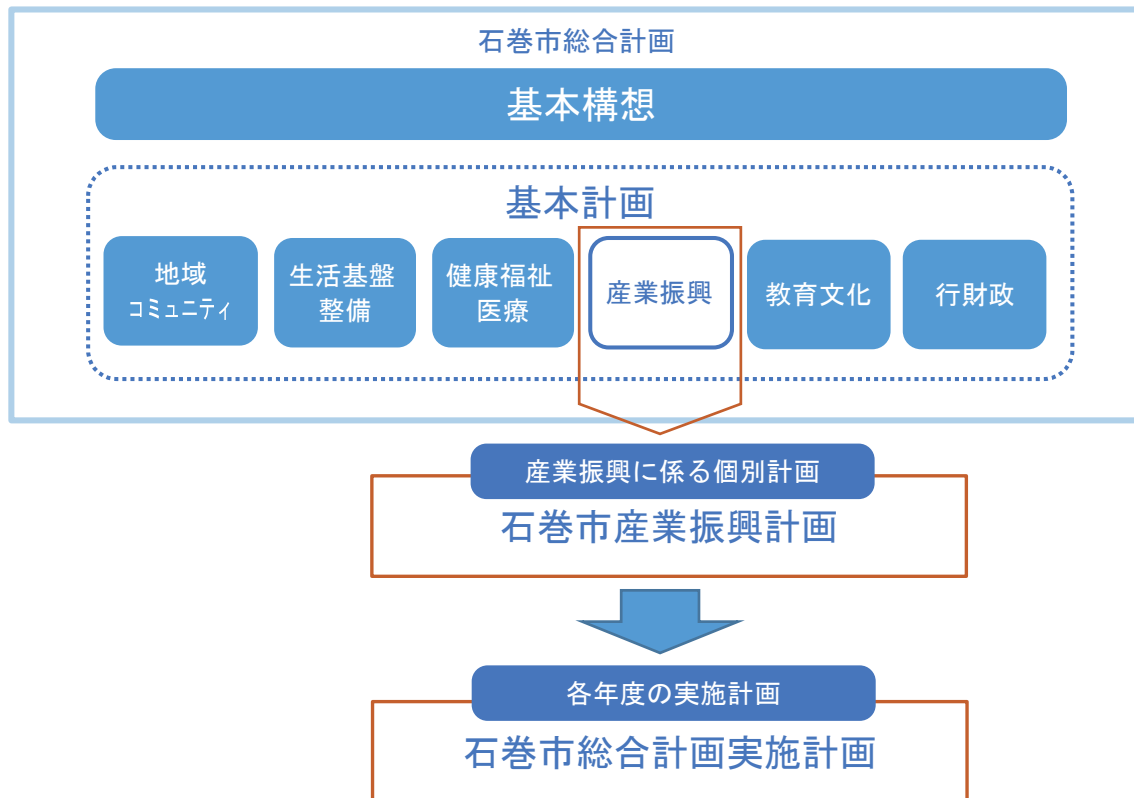 石巻市総合計画
基本構想
基本計画
地域
コミュニティ
生活基盤
整備
健康福祉
医療
産業振興
教育文化
行財政
産業振興に係る個別計画
石巻市産業振興計画
各年度の実施計画
石巻市総合計画実施計画